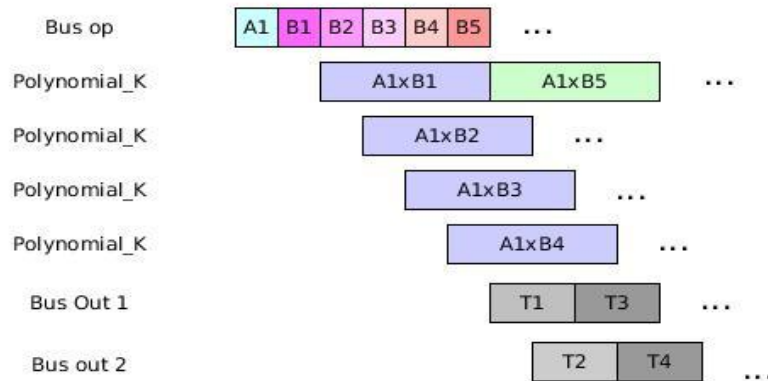 Bus op A1 B1 B2 B3 B4 B5 ...
Polynomial_K A1xB1 A1xB5 ...
Polynomial_K A1xB2 ...
Polynomial_K A1xB3 ...
Polynomial_K A1xB4 ...
Bus Out 1 T1 T3 ...
Bus out 2 T2 T4 ...